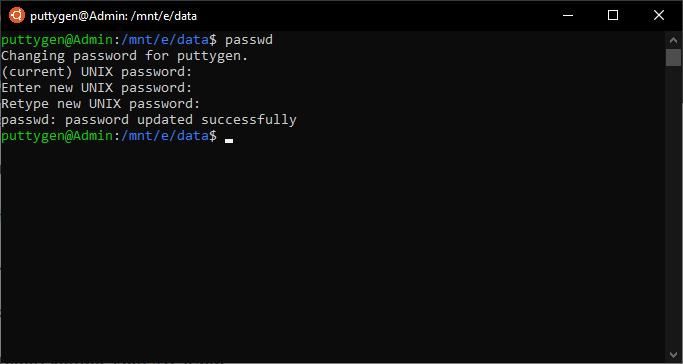 puttygen@Admin: /mnt/e/data
puttygen@Admin:/mnt/e/data$ passwd
Changing password for puttygen.
(current) UNIX password:
Enter new UNIX password:
Retype new UNIX password:
passwd: password updated successfully
puttygen@Admin:/mnt/e/data$